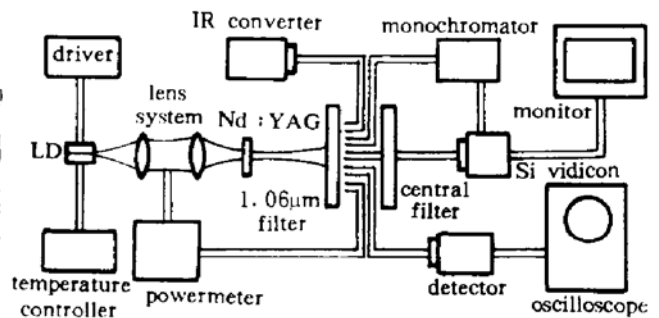 IR converter
monochromator
driver
lens
system
Nd : YAG
monitor
LD
Si vidicon
1.06μm
filter
central
filter
temperature
controller
powermeter
detector
oscilloscope